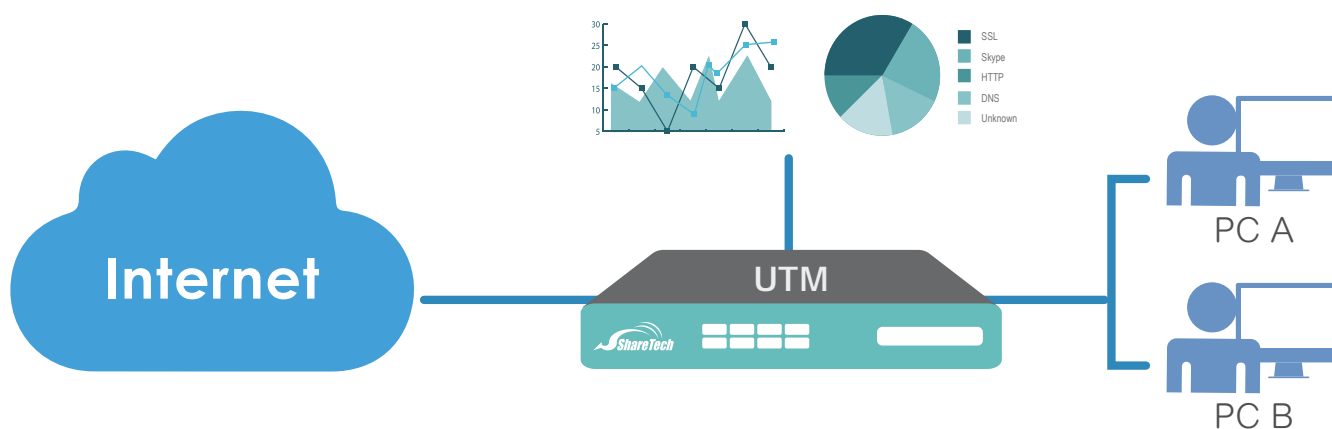 30
25
20
15
10
5
SSL
Skype
HTTP
DNS
Unknown
Internet
UTM
ShareTech
PC A
PC B